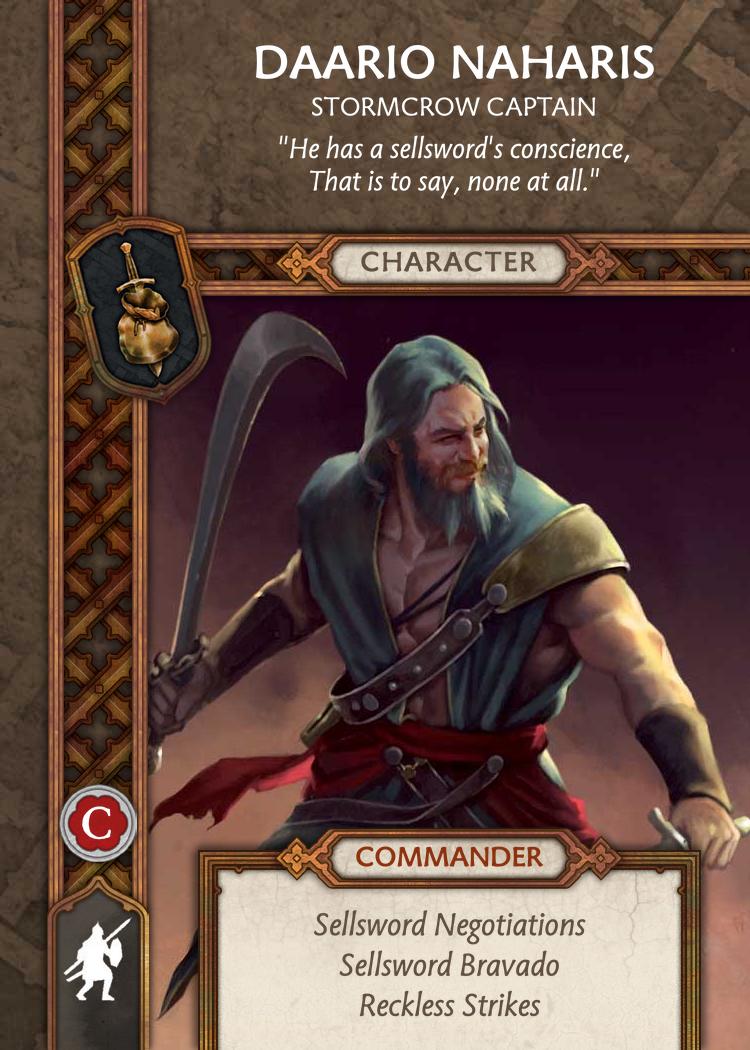 DAARIO NAHARIS
STORMCROW CAPTAIN
"He has a sellsword's conscience,
That is to say, none at all."
CHARACTER
C
COMMANDER
Sellsword Negotiations
Sellsword Bravado
Reckless Strikes